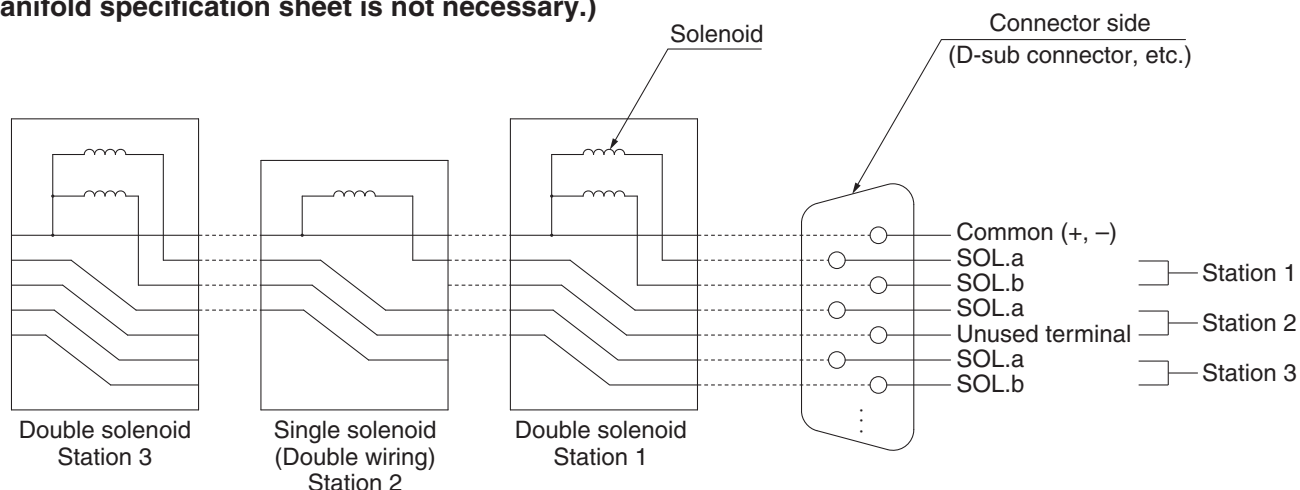 anifold specification sheet is not necessary.)
Solenoid
Connector side
(D-sub connector, etc.)
Common (+, –)
SOL.a
SOL.b
Station 1
SOL.a
Unused terminal
Station 2
SOL.a
SOL.b
Station 3
Double solenoid
Station 3
Single solenoid
(Double wiring)
Station 2
Double solenoid
Station 1